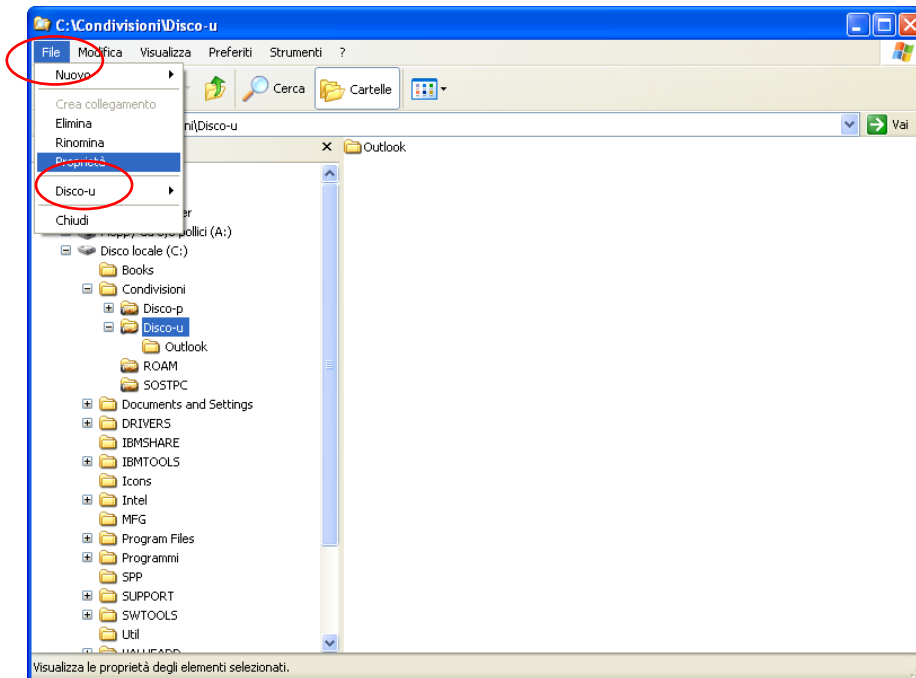 C:\Condivisioni\Disco-u
File Modifica Visualizza Preferiti Strumenti ?
Nuovo
Cerca Cartelle
Crea collegamento
Elimina
ni\Disco-u Vai
Rinomina
Outlook
Proprietà
Disco-u
Chiudi
pollici (A:)
Disco locale (C:)
Books
Condivisioni
Disco-p
Disco-u
Outlook
ROAM
SOSTPC
Documents and Settings
DRIVERS
IBMSHARE
IBMTOOLS
Icons
Intel
MFG
Program Files
Programmi
SPP
SUPPORT
SWTOOLS
Util
VALUEADD
Visualizza le proprietà degli elementi selezionati.